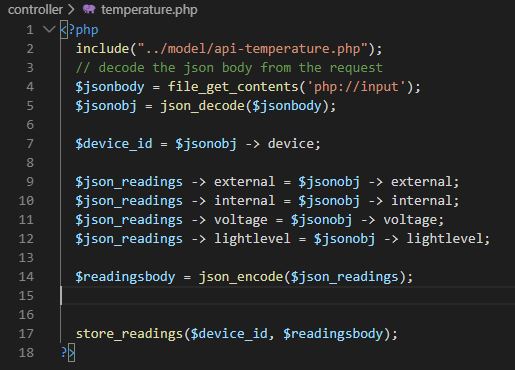 controller > temperature.php
1 <?php
2 include("../model/api-temperature.php");
3 // decode the json body from the request
4 $jsonbody = file_get_contents('php://input');
5 $jsonobj = json_decode($jsonbody);
6
7 $device_id = $jsonobj -> device;
8
9 $json_readings -> external = $jsonobj -> external;
10 $json_readings -> internal = $jsonobj -> internal;
11 $json_readings -> voltage = $jsonobj -> voltage;
12 $json_readings -> lightlevel = $jsonobj -> lightlevel;
13
14 $readingsbody = json_encode($json_readings);
15
16
17 store_readings($device_id, $readingsbody);
18 ?>